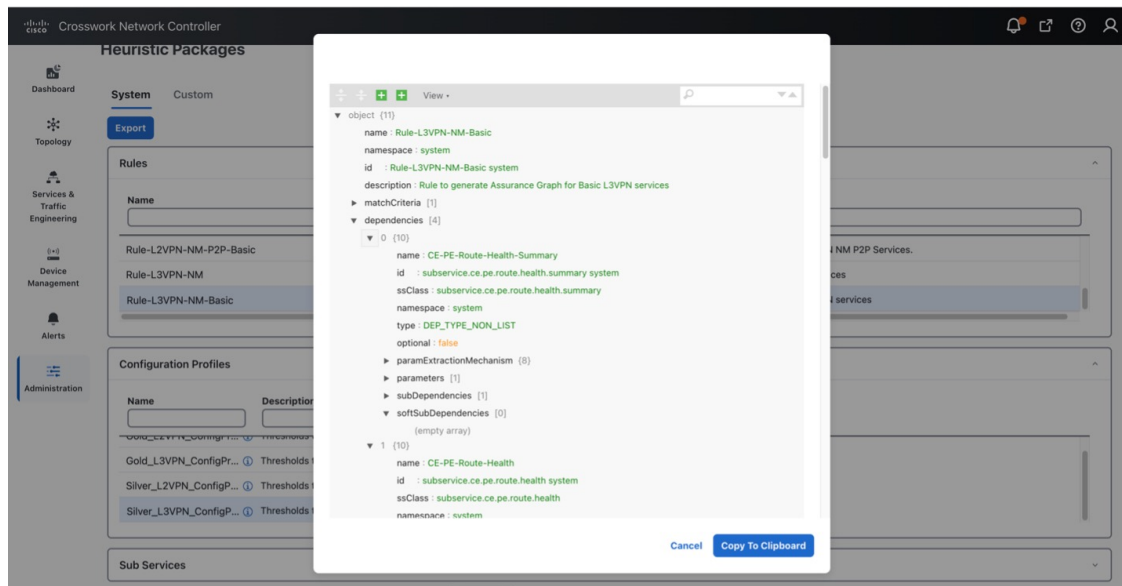 cisco Crosswork Network Controller
Heuristic Packages
Dashboard
Topology
Services &
Traffic
Engineering
Device
Management
Alerts
Administration
System Custom
Export
Rules
Name
Rule-L2VPN-NM-P2P-Basic
NM P2P Services.
Rule-L3VPN-NM
Rule-L3VPN-NM-Basic
services
Configuration Profiles
Name Description
Gold_L3VPN_ConfigPr... Thresholds
Silver_L2VPN_ConfigP... Thresholds
Silver_L3VPN_ConfigP... Thresholds
Sub Services
View
object {11}
name : Rule-L3VPN-NM-Basic
namespace : system
id : Rule-L3VPN-NM-Basic system
description : Rule to generate Assurance Graph for Basic L3VPN services
matchCriteria [1]
dependencies [4]
0 {10}
name : CE-PE-Route-Health-Summary
id : subservice.ce.pe.route.health.summary system
ssClass : subservice.ce.pe.route.health.summary
namespace : system
type : DEP_TYPE_NON_LIST
optional : false
paramExtractionMechanism {8}
parameters [1]
subDependencies [1]
softSubDependencies [0]
(empty array)
1 {10}
name : CE-PE-Route-Health
id : subservice.ce.pe.route.health system
ssClass : subservice.ce.pe.route.health
namespace : system
Cancel Copy To Clipboard